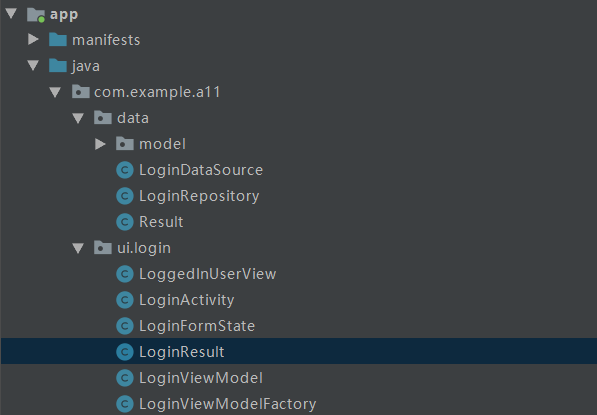 app
manifests
java
com.example.a11
data
model
LoginDataSource
LoginRepository
Result
ui.login
LoggedInUserView
LoginActivity
LoginFormState
LoginResult
LoginViewModel
LoginViewModelFactory